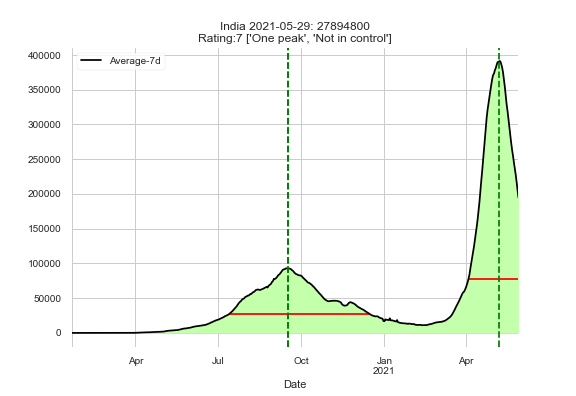 India 2021-05-29: 27894800
Rating:7 ['One peak', 'Not in control']
Average-7d
400000
350000
300000
250000
200000
150000
100000
50000
0
Apr
Jul
Oct
Jan
2021
Apr
Date